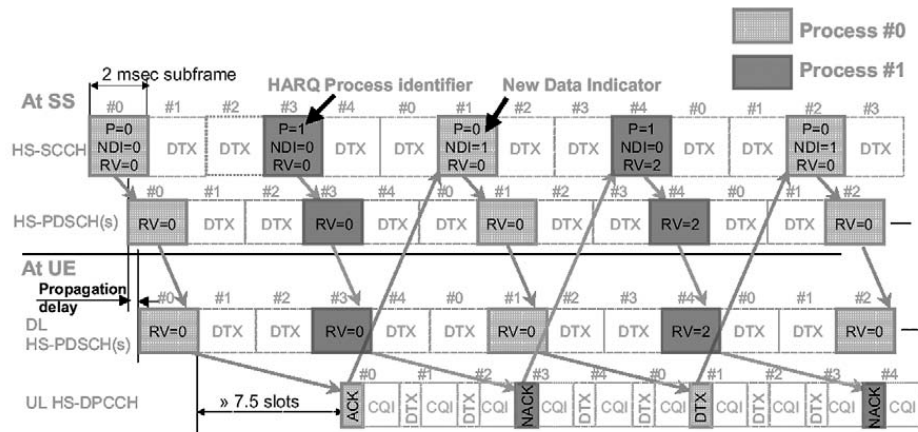 Process #0
2 msec subframe
HARQ Process identifier
New Data Indicator
Process #1
At SS
#0 #1 #2 #3 #4 #0 #1 #2 #3 #4 #0 #1 #2 #3
HS-SCCH
P=0 NDI=0 RV=0
DTX
DTX
P=1 NDI=0 RV=0
DTX
DTX
P=0 NDI=1 RV=0
DTX
DTX
P=1 NDI=0 RV=2
DTX
DTX
P=0 NDI=1 RV=0
DTX
#0 #1 #2 #3 #4 #0 #1 #2 #3 #4 #0 #1 #2
HS-PDSCH(s) RV=0 DTX DTX RV=0 DTX DTX RV=0 DTX DTX RV=2 DTX DTX RV=0
At UE
Propagation
delay
#0 #1 #2 #3 #4 #0 #1 #2 #3 #4 #0 #1 #2
DL
HS-PDSCH(s)
RV=0 DTX DTX RV=0 DTX DTX RV=0 DTX DTX RV=2 DTX DTX RV=0
#0 #1 #2 #3 #4 #0 #1 #2 #3 #4
UL HS-DPCCH
» 7.5 slots
ACK CQI DTX CQI DTX CQI NACK CQI DTX CQI DTX CQI DTX CQI DTX CQI DTX CQI NACK CQI